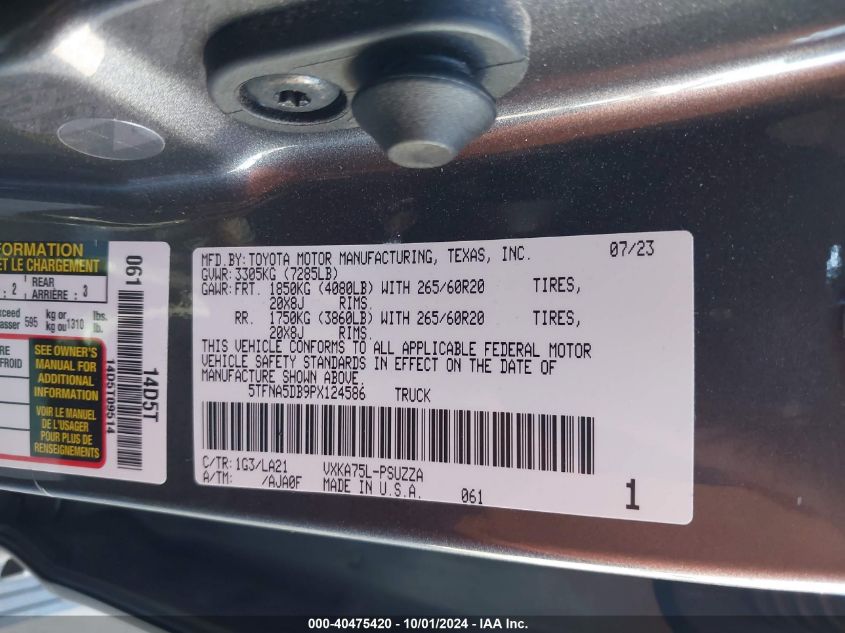 FORMATION
ET LE CHARGEMENT
: 2 REAR
ARRIÈRE : 3
xceed
asser 595 kg or
kg ou 1310 lbs.
lb.
RE
FROID
SEE OWNER'S
MANUAL FOR
ADDITIONAL
INFORMATION
VOIR LE MANUEL
DE L'USAGER
POUR PLUS DE
RENSEIGNEMENTS
061
14D5T
14D5T09514
MFD.BY: TOYOTA MOTOR MANUFACTURING, TEXAS, INC. 07/23
GVWR: 3305KG (7285LB)
GAWR: FRT. 1850KG (4080LB) WITH 265/60R20 TIRES,
20X8J RIMS.
RR. 1750KG (3860LB) WITH 265/60R20 TIRES,
20X8J RIMS.
THIS VEHICLE CONFORMS TO ALL APPLICABLE FEDERAL MOTOR
VEHICLE SAFETY STANDARDS IN EFFECT ON THE DATE OF
MANUFACTURE SHOWN ABOVE.
5TFNA5DB9PX124586 TRUCK
C/TR: 1G3/LA21 VXKA75L-PSUZZA
A/TM: /AJA0F MADE IN U.S.A. 061 1
000-40475420 - 10/01/2024 - IAA Inc.